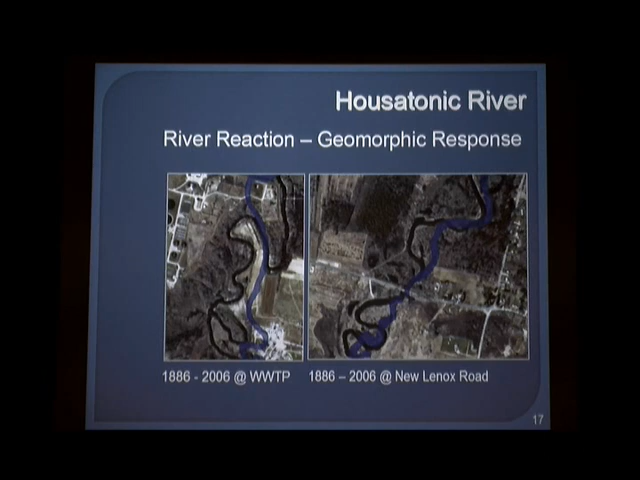 Housatonic River
River Reaction – Geomorphic Response
1886 - 2006 @ WWTP
1886 – 2006 @ New Lenox Road
17